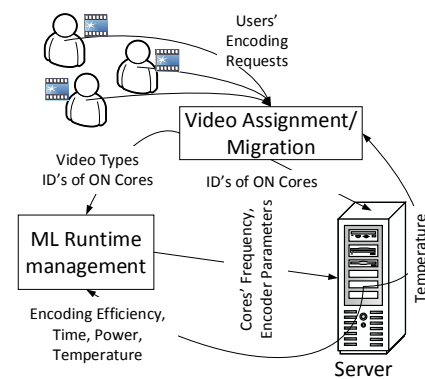 Users'
Encoding
Requests
Video Assignment/
Migration
Video Types
ID's of ON Cores
ID's of ON Cores
ML Runtime
management
Cores' Frequency,
Encoder Parameters
Temperature
Encoding Efficiency,
Time, Power,
Temperature
Server